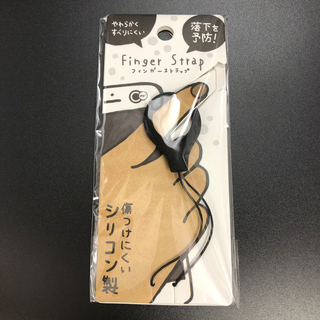 やわらかく
すべりにくい
落下を
予防!
Finger Strap
フィンガーストラップ
傷つけにくい
シリコン製